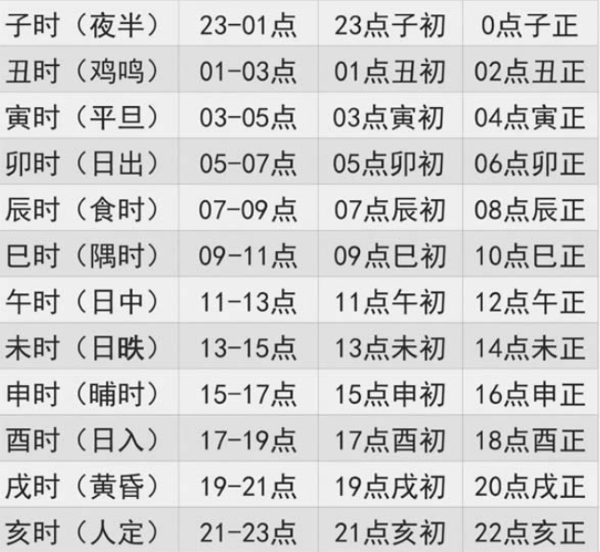 子时（夜半） 23-01点 23点子初 0点子正
丑时（鸡鸣） 01-03点 01点丑初 02点丑正
寅时（平旦） 03-05点 03点寅初 04点寅正
卯时（日出） 05-07点 05点卯初 06点卯正
辰时（食时） 07-09点 07点辰初 08点辰正
巳时（隅时） 09-11点 09点巳初 10点巳正
午时（日中） 11-13点 11点午初 12点午正
未时（日昳） 13-15点 13点未初 14点未正
申时（晡时） 15-17点 15点申初 16点申正
酉时（日入） 17-19点 17点酉初 18点酉正
戌时（黄昏） 19-21点 19点戌初 20点戌正
亥时（人定） 21-23点 21点亥初 22点亥正